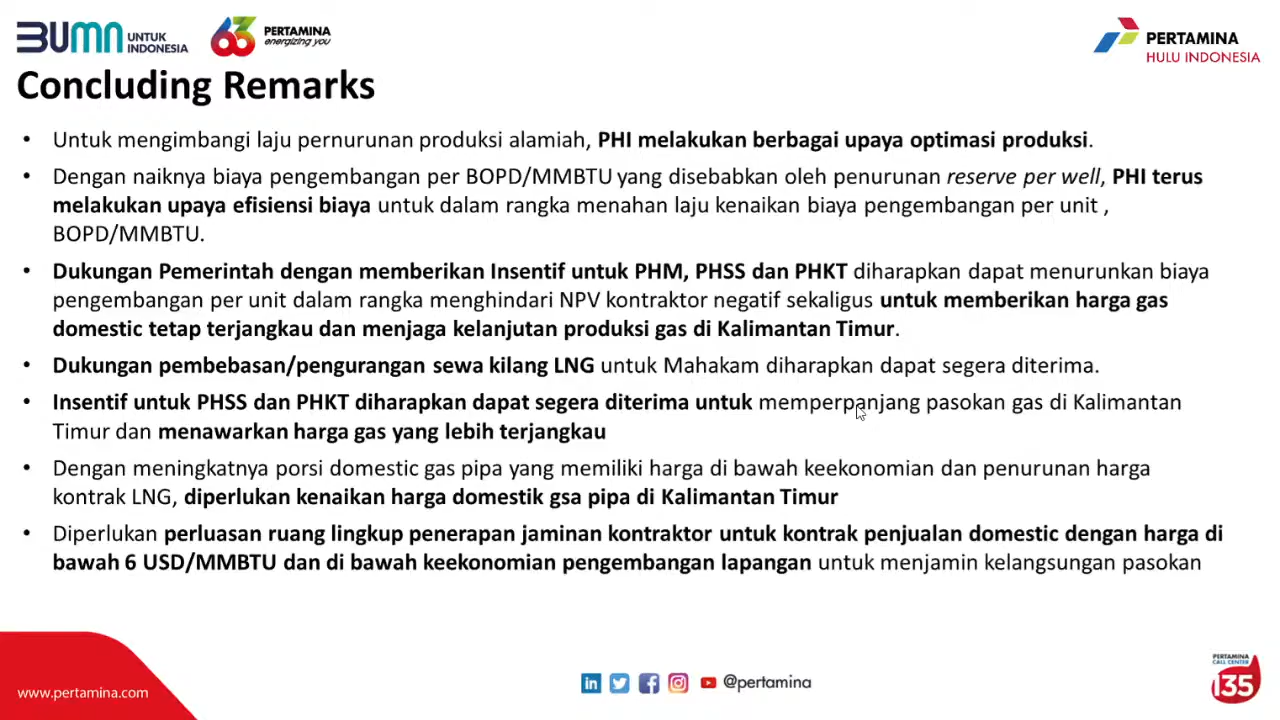 BUMN UNTUK INDONESIA
63 PERTAMINA energizing you
PERTAMINA
HULU INDONESIA
Concluding Remarks
• Untuk mengimbangi laju pernurunan produksi alamiah, PHI melakukan berbagai upaya optimasi produksi.
• Dengan naiknya biaya pengembangan per BOPD/MMBTU yang disebabkan oleh penurunan reserve per well, PHI terus
melakukan upaya efisiensi biaya untuk dalam rangka menahan laju kenaikan biaya pengembangan per unit ,
BOPD/MMBTU.
• Dukungan Pemerintah dengan memberikan Insentif untuk PHM, PHSS dan PHKT diharapkan dapat menurunkan biaya
pengembangan per unit dalam rangka menghindari NPV kontraktor negatif sekaligus untuk memberikan harga gas
domestic tetap terjangkau dan menjaga kelanjutan produksi gas di Kalimantan Timur.
• Dukungan pembebasan/pengurangan sewa kilang LNG untuk Mahakam diharapkan dapat segera diterima.
• Insentif untuk PHSS dan PHKT diharapkan dapat segera diterima untuk memperpanjang pasokan gas di Kalimantan
Timur dan menawarkan harga gas yang lebih terjangkau
• Dengan meningkatnya porsi domestic gas pipa yang memiliki harga di bawah keekonomian dan penurunan harga
kontrak LNG, diperlukan kenaikan harga domestik gsa pipa di Kalimantan Timur
• Diperlukan perluasan ruang lingkup penerapan jaminan kontraktor untuk kontrak penjualan domestic dengan harga di
bawah 6 USD/MMBTU dan di bawah keekonomian pengembangan lapangan untuk menjamin kelangsungan pasokan
www.pertamina.com
@pertamina
PERTAMINA
CALL CENTER
135